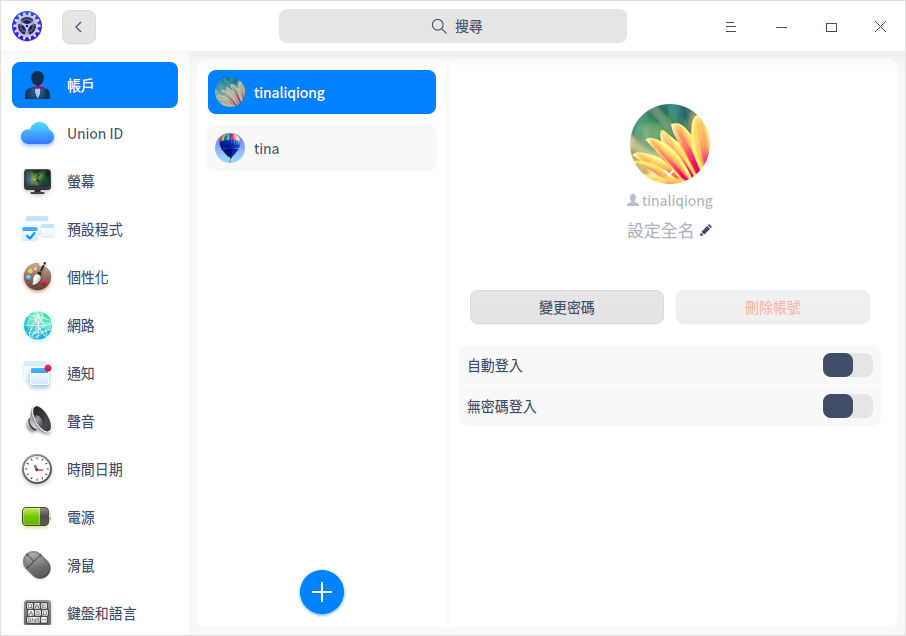 搜尋
帳戶
Union ID
螢幕
預設程式
個性化
網路
通知
聲音
時間日期
電源
滑鼠
鍵盤和語言
tinaliqiong
tina
tinaliqiong
設定全名
變更密碼
刪除帳號
自動登入
無密碼登入